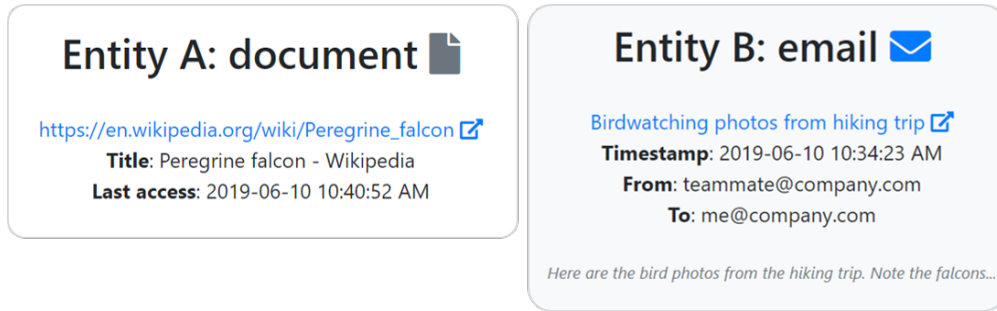 Entity A: document
https://en.wikipedia.org/wiki/Peregrine_falcon
Title: Peregrine falcon - Wikipedia
Last access: 2019-06-10 10:40:52 AM
Entity B: email
Birdwatching photos from hiking trip
Timestamp: 2019-06-10 10:34:23 AM
From: teammate@company.com
To: me@company.com
Here are the bird photos from the hiking trip. Note the falcons...